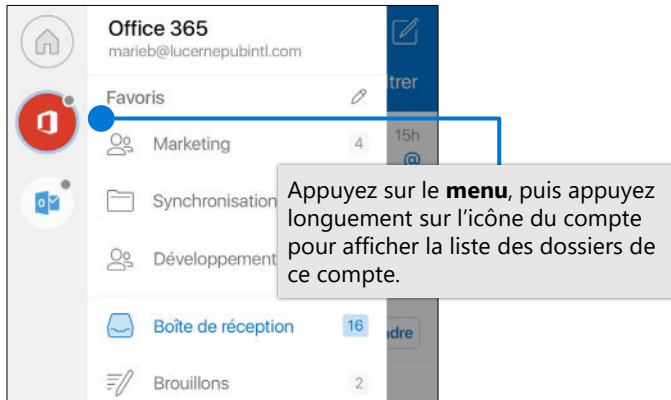 Office 365
marieb@lucernepubintl.com
Favoris
trer
Marketing 4
15h
@
Synchronisation
Développement
Appuyez sur le menu, puis appuyez
longuement sur l’icône du compte
pour afficher la liste des dossiers de
ce compte.
Boîte de réception 16
ndre
Brouillons 2